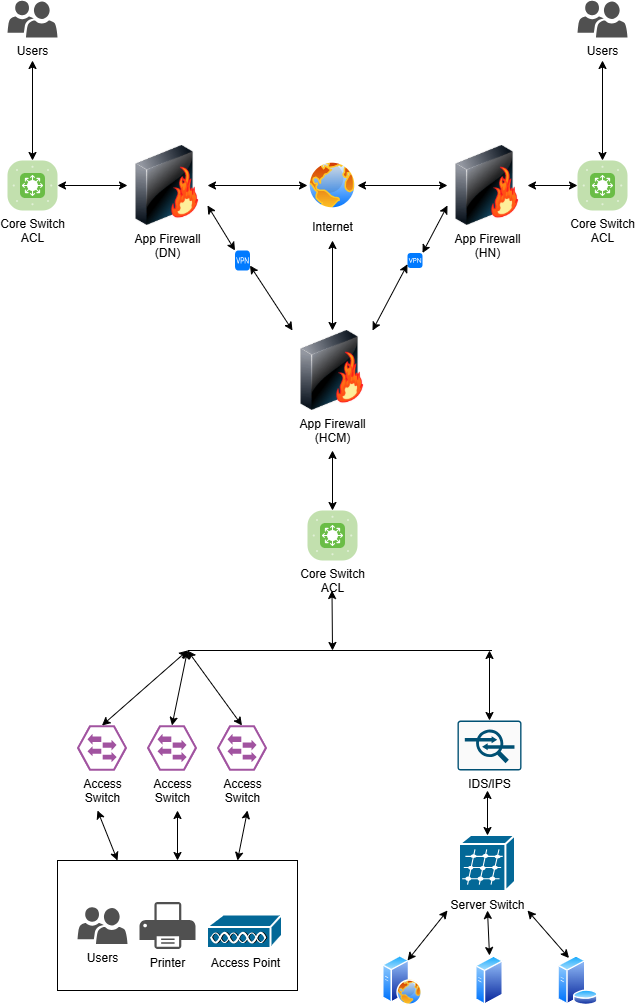 Users
Users
Core Switch
ACL
App Firewall
(DN)
Internet
App Firewall
(HN)
Core Switch
ACL
VPN
VPN
App Firewall
(HCM)
Core Switch
ACL
Access
Switch
Access
Switch
Access
Switch
IDS/IPS
Server Switch
Users
Printer
Access Point